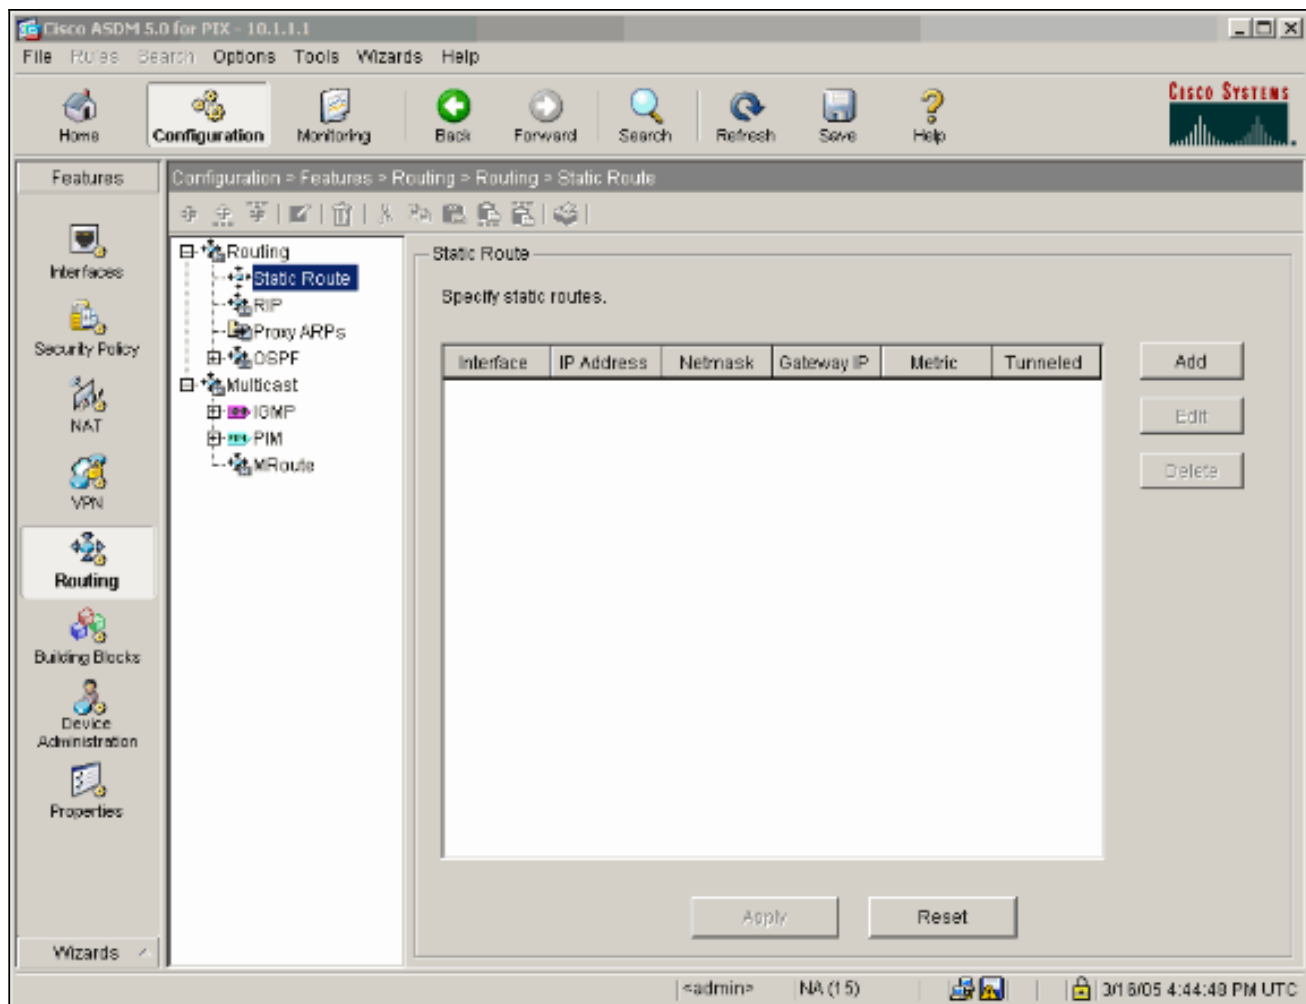 Cisco ASDM 5.0 for PIX - 10.1.1.1
File Rules Search Options Tools Wizards Help
Home Configuration Monitoring Back Forward Search Refresh Save Help
CISCO SYSTEMS
Features
Configuration > Features > Routing > Routing > Static Route
Interfaces
Security Policy
NAT
VPN
Routing
Building Blocks
Device
Administration
Properties
Wizards
Routing
Static Route
RIP
Proxy ARPs
OSPF
Multicast
IGMP
PIM
MRoute
Static Route
Specify static routes.
Interface IP Address Netmask Gateway IP Metric Tunneled
Add
Edit
Delete
Apply Reset
<admin> NA (15) 3/16/05 4:44:48 PM UTC